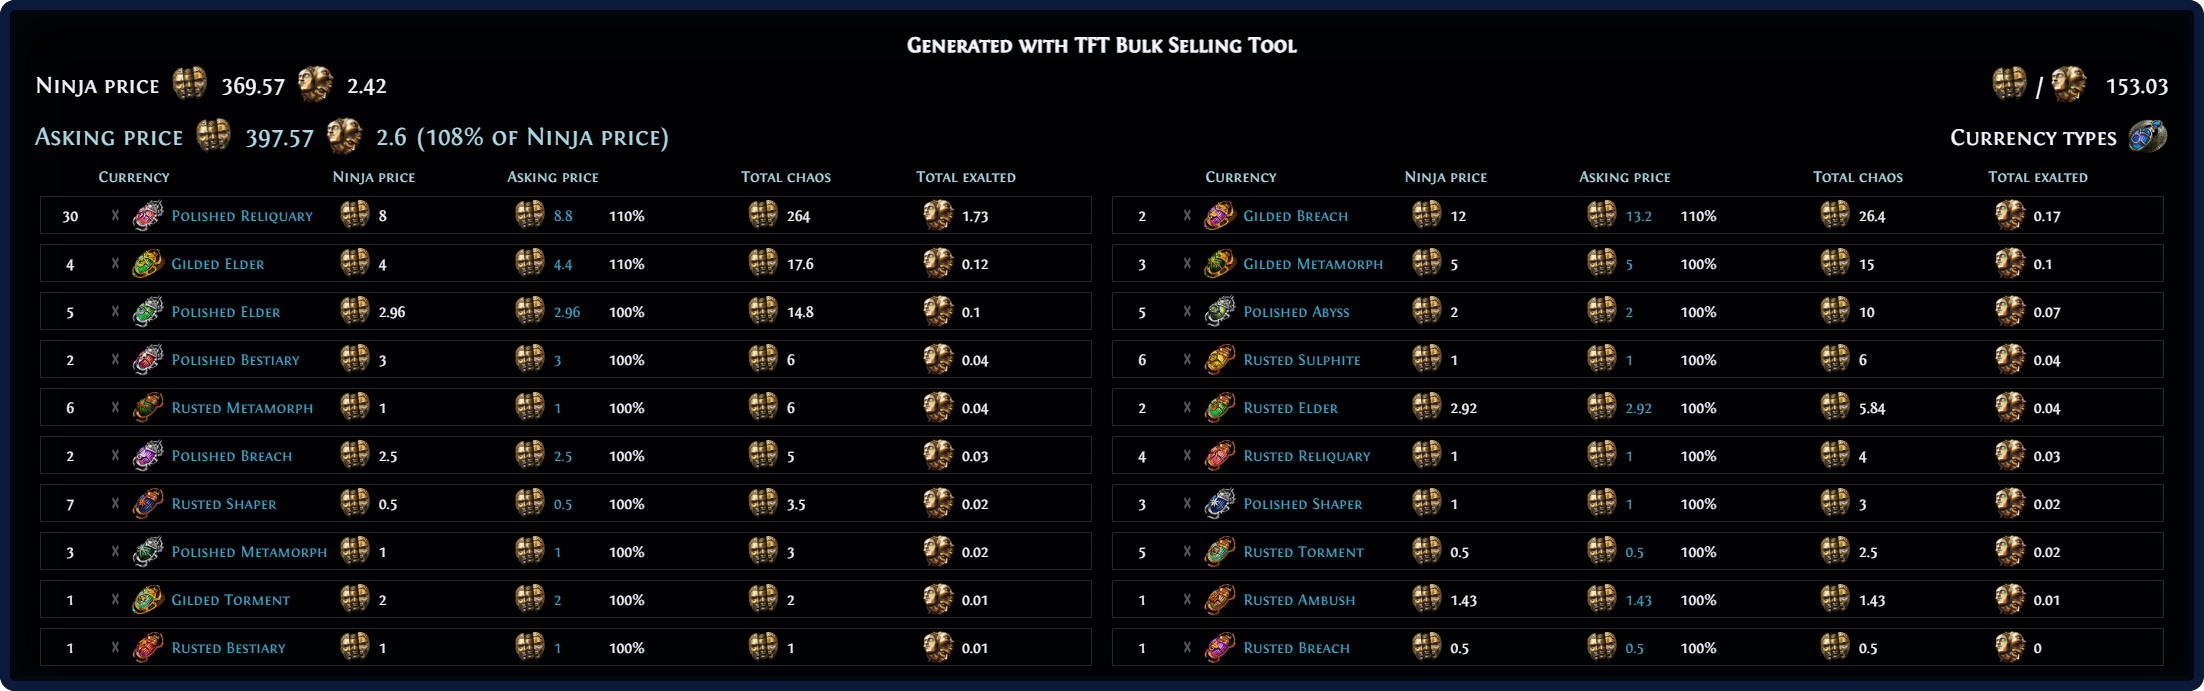 Generated with TFT Bulk Selling Tool
Ninja price 369.57 2.42 / 153.03
Asking price 397.57 2.6 (108% of Ninja price) Currency types
Currency Ninja price Asking price Total chaos Total exalted Currency Ninja price Asking price Total chaos Total exalted
30 x Polished Reliquary 8 8.8 110% 264 1.73 2 x Gilded Breach 12 13.2 110% 26.4 0.17
4 x Gilded Elder 4 4.4 110% 17.6 0.12 3 x Gilded Metamorph 5 5 100% 15 0.1
5 x Polished Elder 2.96 2.96 100% 14.8 0.1 5 x Polished Abyss 2 2 100% 10 0.07
2 x Polished Bestiary 3 3 100% 6 0.04 6 x Rusted Sulphite 1 1 100% 6 0.04
6 x Rusted Metamorph 1 1 100% 6 0.04 2 x Rusted Elder 2.92 2.92 100% 5.84 0.04
2 x Polished Breach 2.5 2.5 100% 5 0.03 4 x Rusted Reliquary 1 1 100% 4 0.03
7 x Rusted Shaper 0.5 0.5 100% 3.5 0.02 3 x Polished Shaper 1 1 100% 3 0.02
3 x Polished Metamorph 1 1 100% 3 0.02 5 x Rusted Torment 0.5 0.5 100% 2.5 0.02
1 x Gilded Torment 2 2 100% 2 0.01 1 x Rusted Ambush 1.43 1.43 100% 1.43 0.01
1 x Rusted Bestiary 1 1 100% 1 0.01 1 x Rusted Breach 0.5 0.5 100% 0.5 0